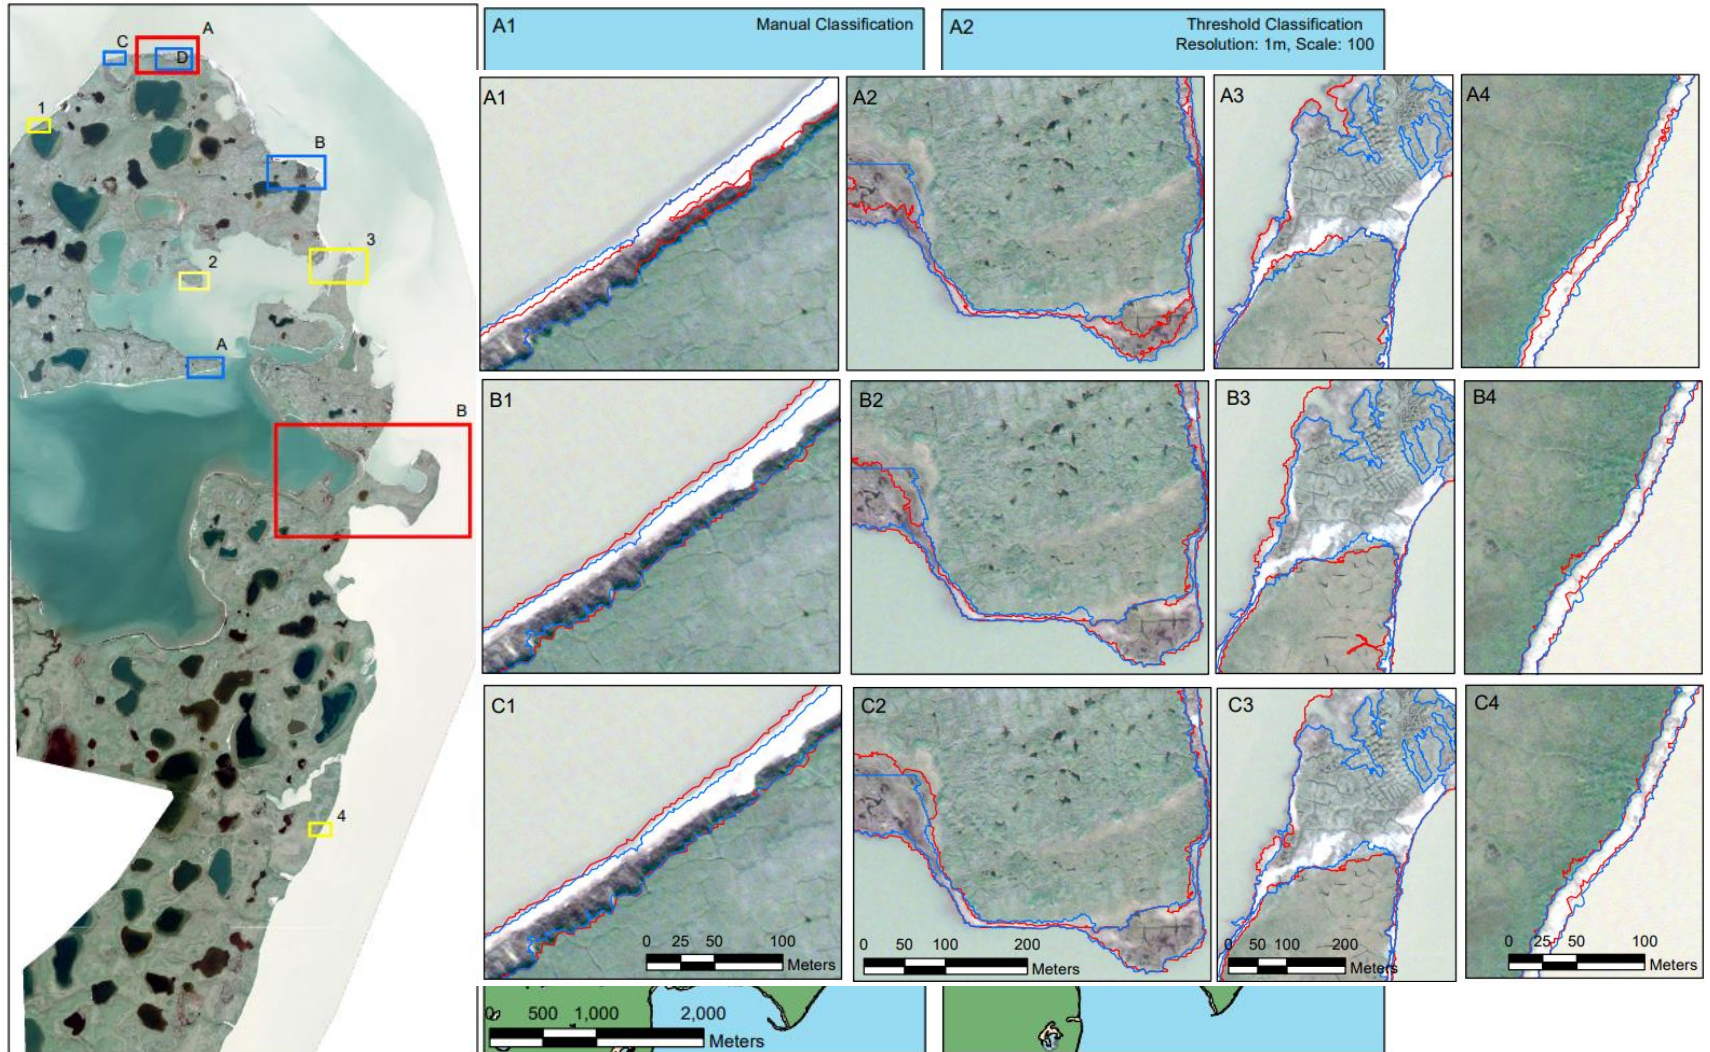 A
C
D
1
B
3
2
A
B
4
A1
Manual Classification
A2
Threshold Classification
Resolution: 1m, Scale: 100
A1
A2
A3
A4
B1
B2
B3
B4
C1
C2
C3
C4
0 25 50 100
Meters
0 50 100 200
Meters
0 50 100 200
Meters
0 25 50 100
Meters
0 500 1,000 2,000
Meters